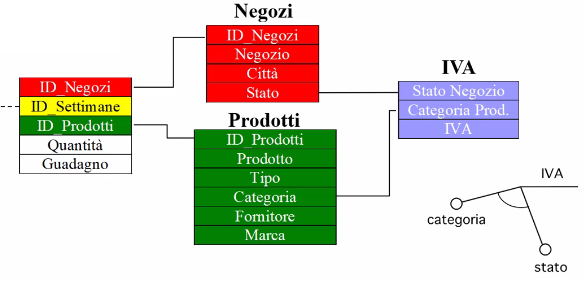 Negozi
ID_Negozi
Negozio
Città
Stato
IVA
Stato Negozio
Categoria Prod.
IVA
ID_Negozi
ID_Settimane
ID_Prodotti
Quantità
Guadagno
Prodotti
ID_Prodotti
Prodotto
Tipo
Categoria
Fornitore
Marca
IVA
categoria
stato